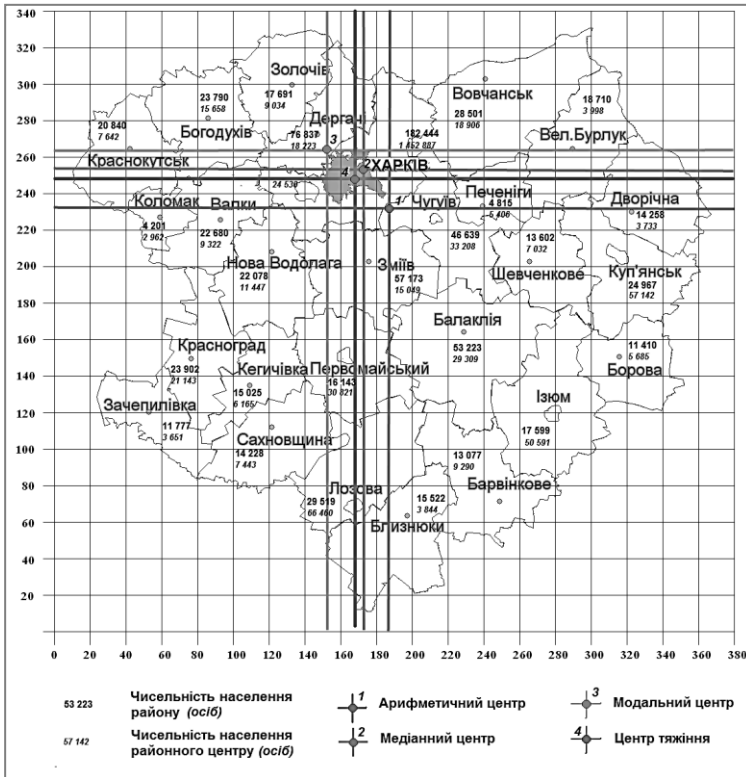 340
320
300
280
260
240
220
200
180
160
140
120
100
80
60
40
20
0 20 40 60 80 100 120 140 160 180 200 220 240 260 280 300 320 340 360 380
Золочів
17 691
9 034
Вовчанськ
28 501
18 906
23 790
15 658
Богодухів
Дергачі
76 837
18 223
3
182 444
1 452 887
18 710
3 998
Вел.Бурлук
20 840
7 642
Краснокутськ
2 ХАРКІВ
4
24 530
Коломак
4 201
2 962
Валки
22 680
9 322
1
Чугуїв
46 639
33 208
Печеніги
4 815
5 406
Дворічна
14 258
3 733
Нова Водолага
22 078
11 447
Зміїв
57 173
15 049
13 602
7 032
Шевченкове
Куп'янськ
24 967
57 142
Балаклія
53 223
29 309
Красноград
23 902
21 143
Кегичівка
15 025
6 165
Первомайський
16 143
30 821
11 410
5 685
Борова
Зачепилівка
11 777
3 651
Ізюм
17 599
50 591
Сахновщина
14 228
7 443
13 077
9 290
Барвінкове
Лозова
29 519
66 460
15 522
3 844
Близнюки
53 223 Чисельність населення
району (осіб)
57 142 Чисельність населення
районного центру (осіб)
1 Арифметичний центр
2 Медіанний центр
3 Модальний центр
4 Центр тяжіння